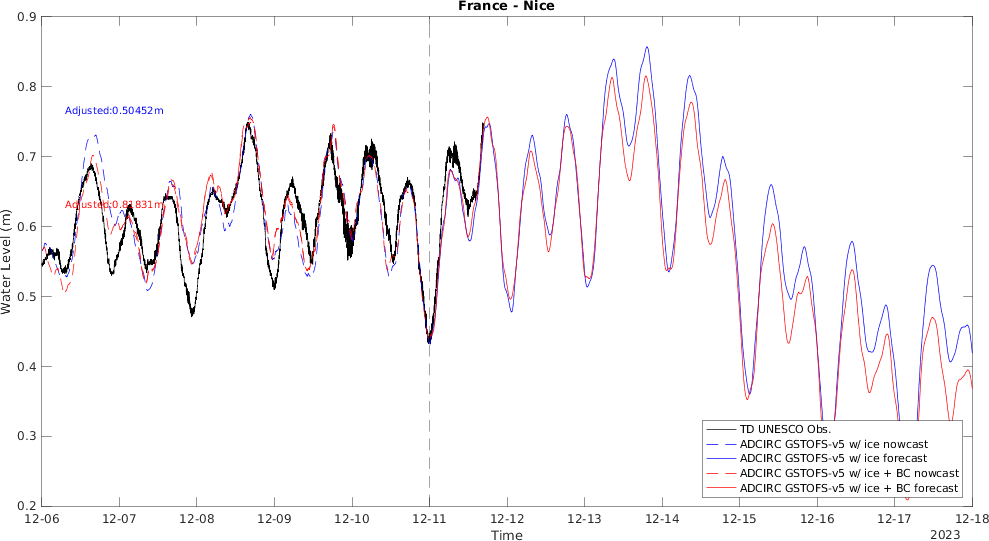 France - Nice
0.9
0.8
0.7
0.6
0.5
0.4
0.3
0.2
Water Level (m)
Adjusted:0.50452m
Adjusted:0.81831m
TD UNESCO Obs.
ADCIRC GSTOFS-v5 w/ ice nowcast
ADCIRC GSTOFS-v5 w/ ice forecast
ADCIRC GSTOFS-v5 w/ ice + BC nowcast
ADCIRC GSTOFS-v5 w/ ice + BC forecast
12-06 12-07 12-08 12-09 12-10 12-11 12-12 12-13 12-14 12-15 12-16 12-17 12-18
Time
2023